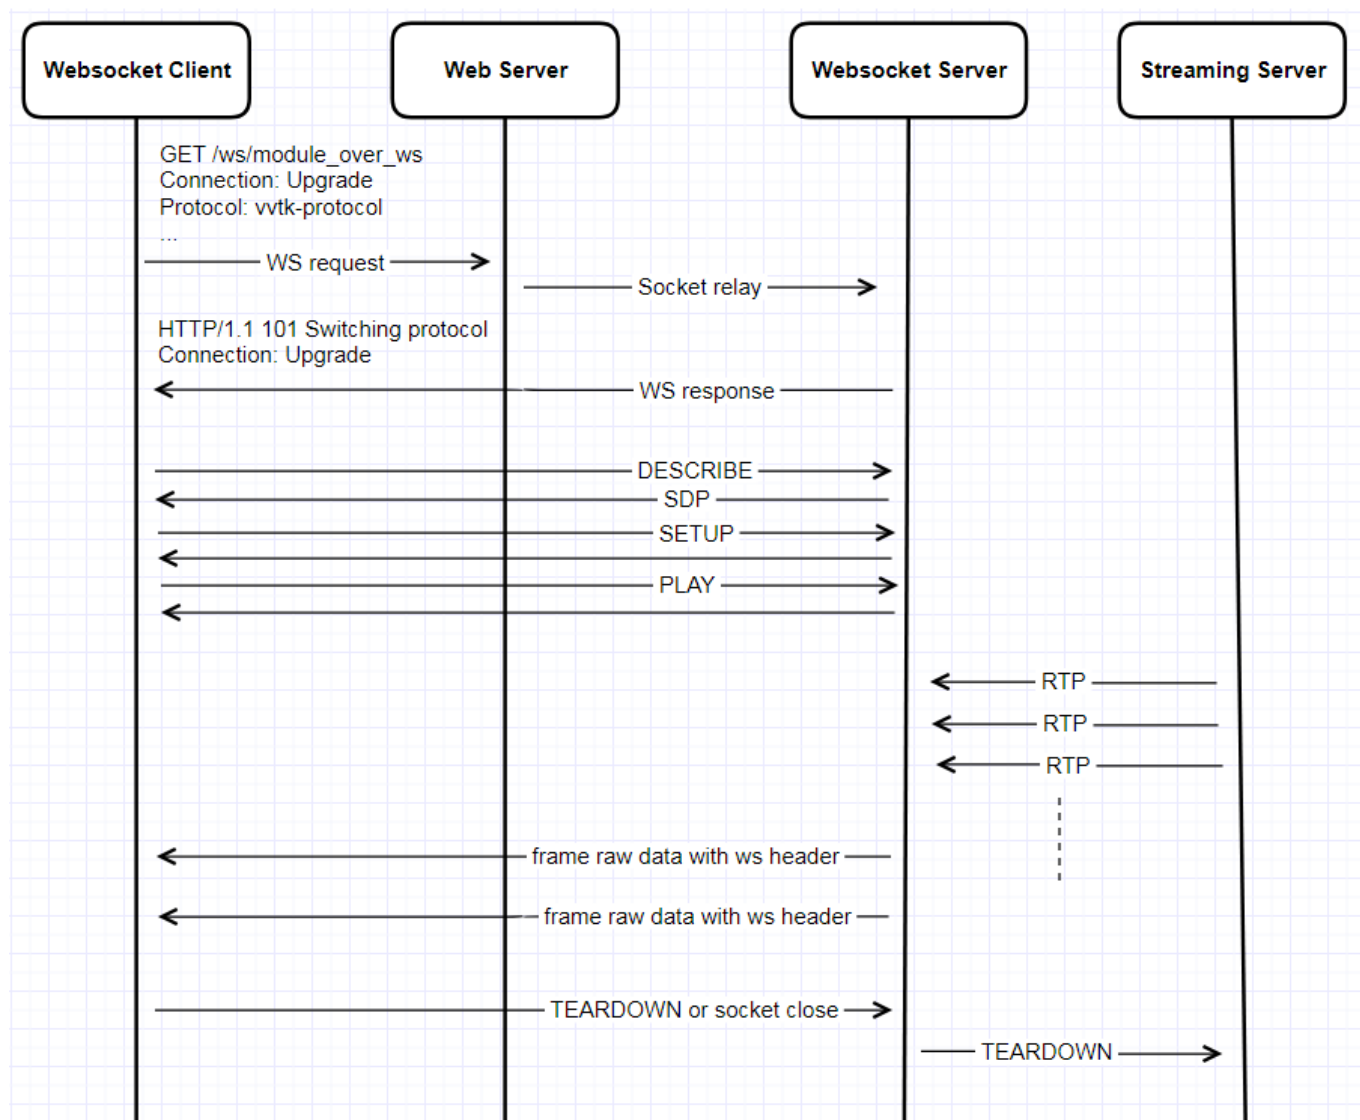 Websocket Client
Web Server
Websocket Server
Streaming Server
GET /ws/module_over_ws
Connection: Upgrade
Protocol: vvtk-protocol
...
WS request
Socket relay
HTTP/1.1 101 Switching protocol
Connection: Upgrade
WS response
DESCRIBE
SDP
SETUP
PLAY
RTP
RTP
RTP
frame raw data with ws header
frame raw data with ws header
TEARDOWN or socket close
TEARDOWN